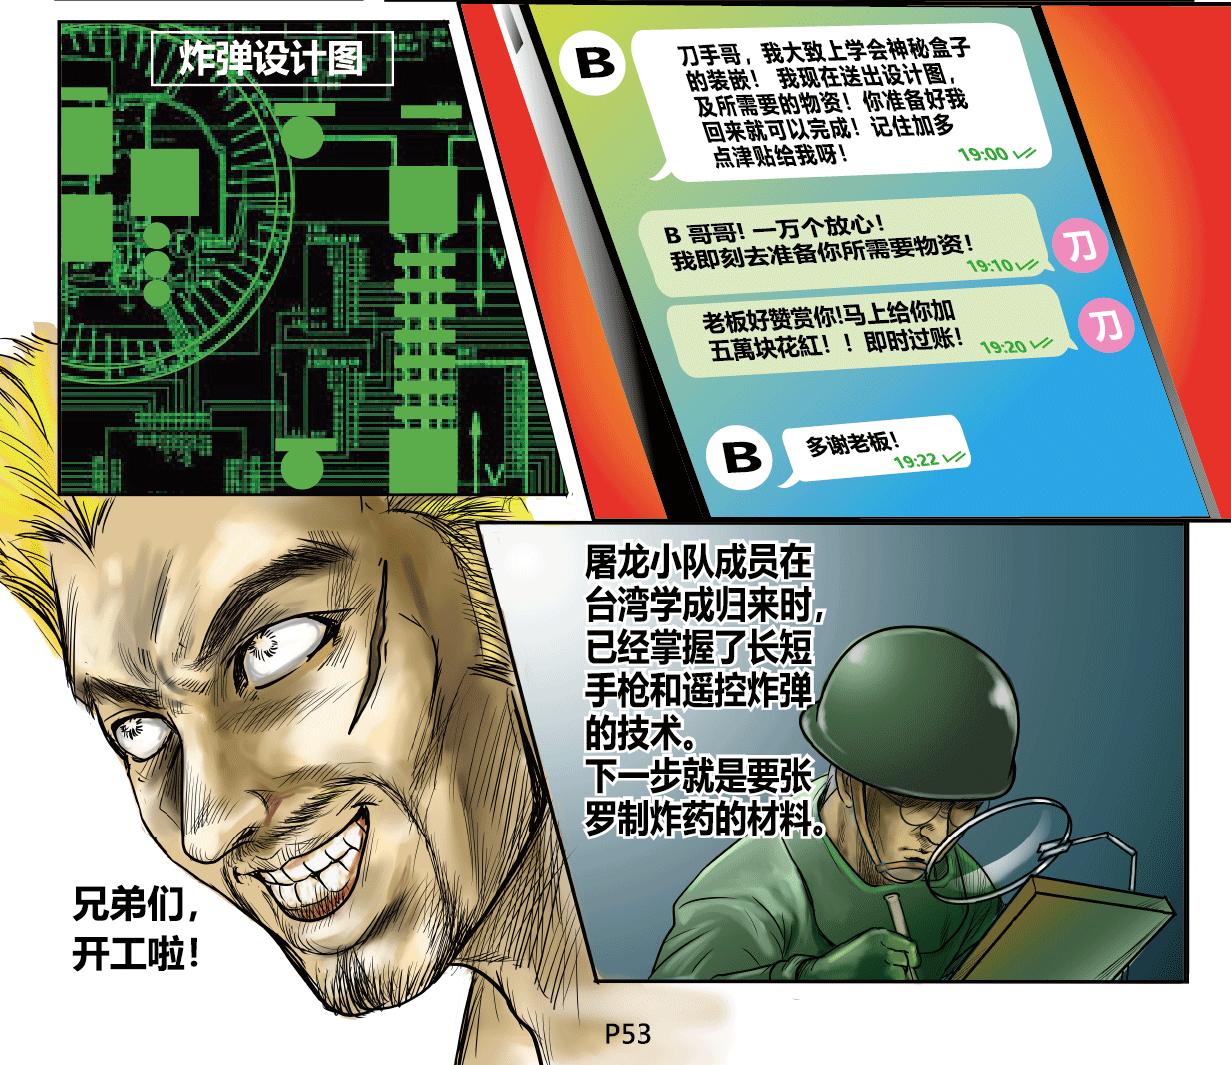 炸弹设计图
B
刀手哥，我大致上学会神秘盒子
的装嵌！ 我现在送出设计图，
及所需要的物资！你准备好我
回来就可以完成！记住加多
点津贴给我呀！
19:00
B 哥哥! 一万个放心！
我即刻去准备你所需要物资！
19:10
刀
老板好赞赏你!马上给你加
五萬块花紅！！即时过账！
19:20
刀
B
多谢老板！
19:22
屠龙小队成员在
台湾学成归来时，
已经掌握了长短
手枪和遥控炸弹
的技术。
下一步就是要张
罗制炸药的材料。
兄弟们，
开工啦！
P53